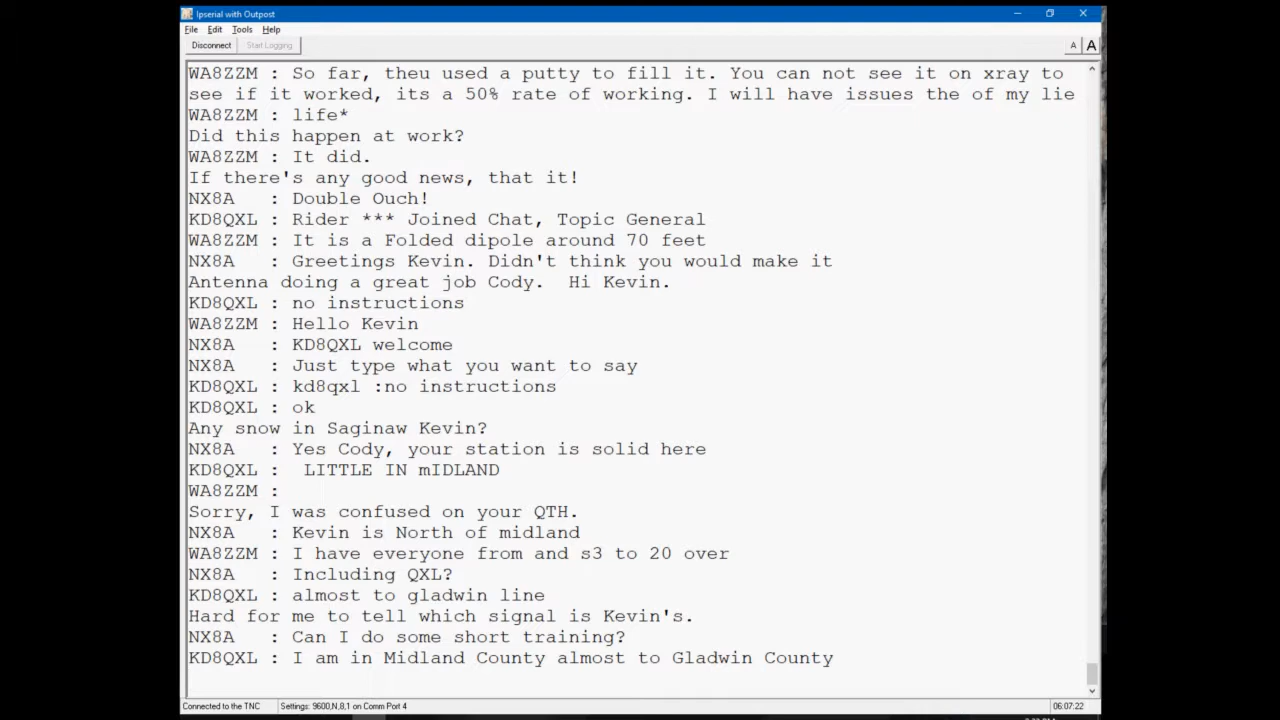 Ipserial with Outpost
File Edit Tools Help
Disconnect Start Logging A A
WA8ZZM : So far, theu used a putty to fill it. You can not see it on xray to
see if it worked, its a 50% rate of working. I will have issues the of my lie
WA8ZZM : life*
Did this happen at work?
WA8ZZM : It did.
If there's any good news, that it!
NX8A : Double Ouch!
KD8QXL : Rider *** Joined Chat, Topic General
WA8ZZM : It is a Folded dipole around 70 feet
NX8A : Greetings Kevin. Didn't think you would make it
Antenna doing a great job Cody. Hi Kevin.
KD8QXL : no instructions
WA8ZZM : Hello Kevin
NX8A : KD8QXL welcome
NX8A : Just type what you want to say
KD8QXL : kd8qxl :no instructions
KD8QXL : ok
Any snow in Saginaw Kevin?
NX8A : Yes Cody, your station is solid here
KD8QXL : LITTLE IN mIDLAND
WA8ZZM :
Sorry, I was confused on your QTH.
NX8A : Kevin is North of midland
WA8ZZM : I have everyone from and s3 to 20 over
NX8A : Including QXL?
KD8QXL : almost to gladwin line
Hard for me to tell which signal is Kevin's.
NX8A : Can I do some short training?
KD8QXL : I am in Midland County almost to Gladwin County
Connected to the TNC Settings: 9600,N,8,1 on Comm Port 4 06:07:22